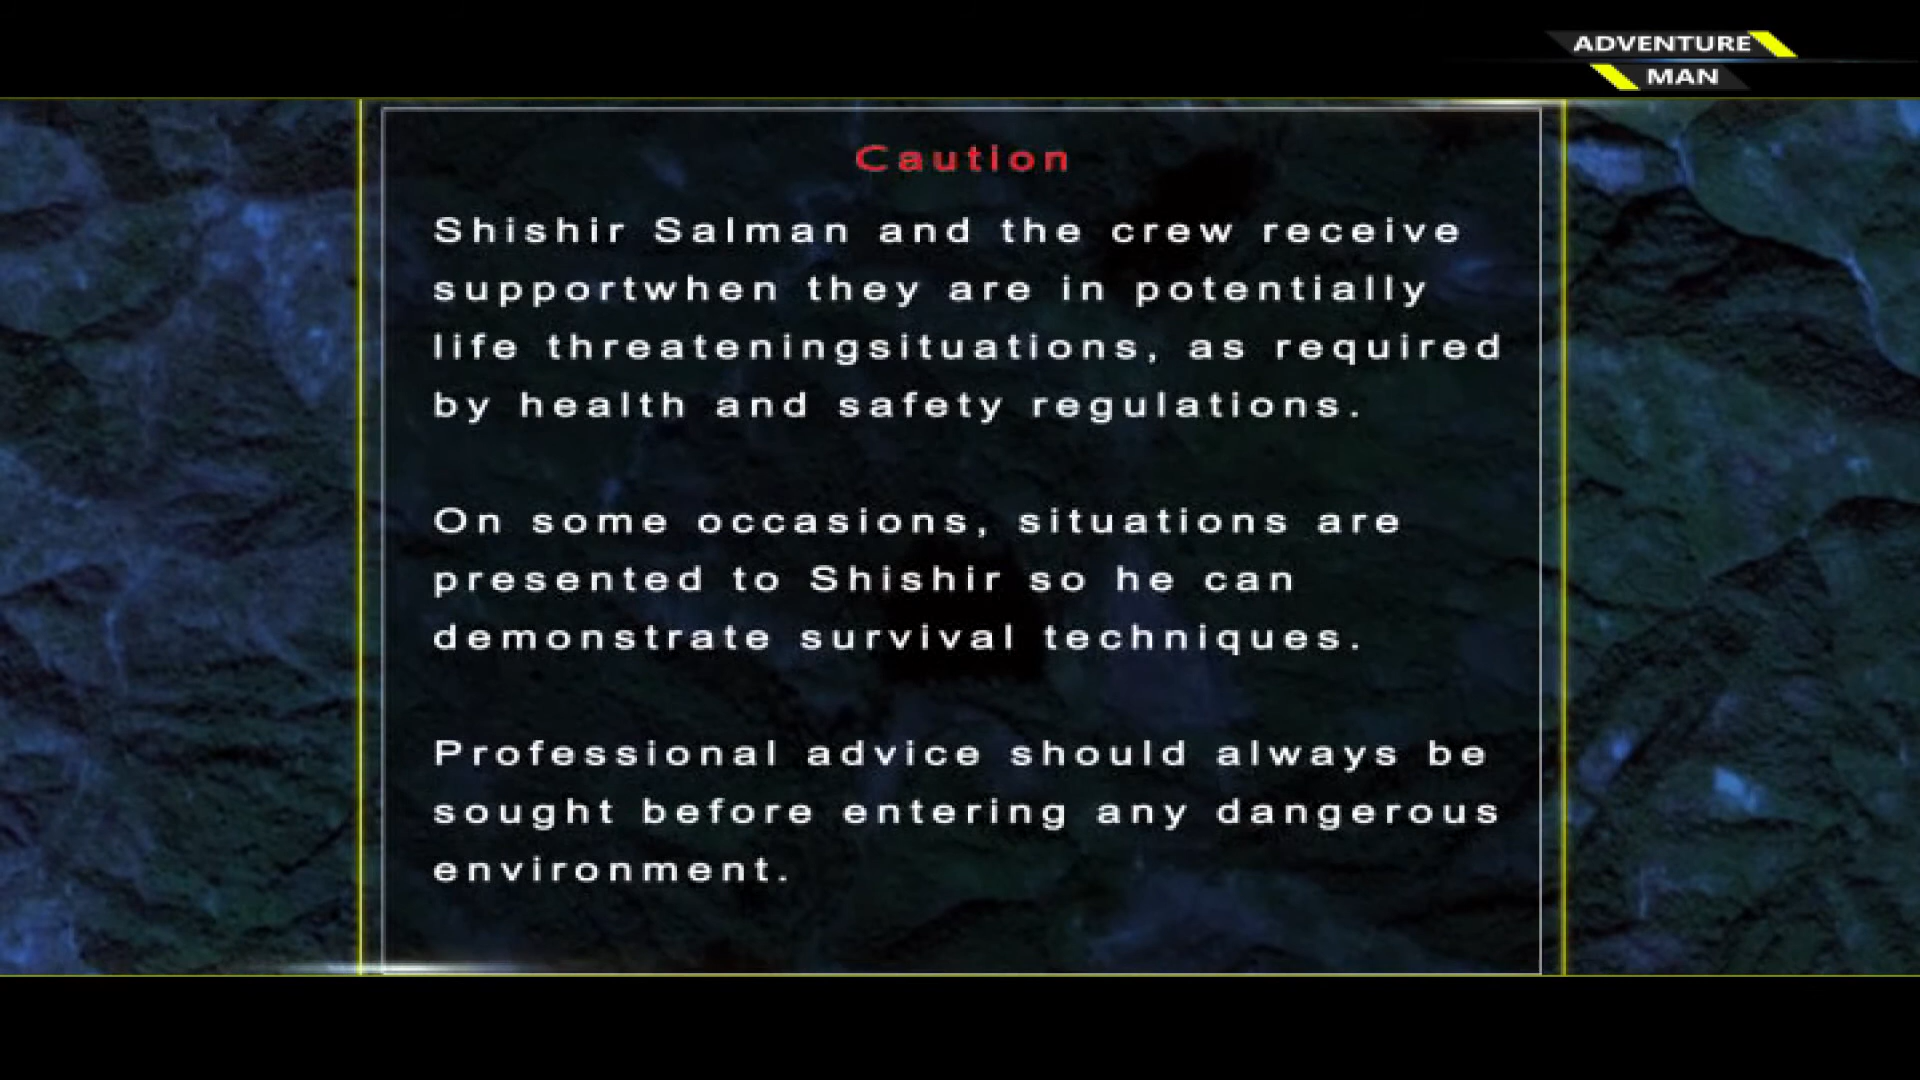 ADVENTURE
MAN
Caution
Shishir Salman and the crew receive
supportwhen they are in potentially
life threateningsituations, as required
by health and safety regulations.
On some occasions, situations are
presented to Shishir so he can
demonstrate survival techniques.
Professional advice should always be
sought before entering any dangerous
environment.